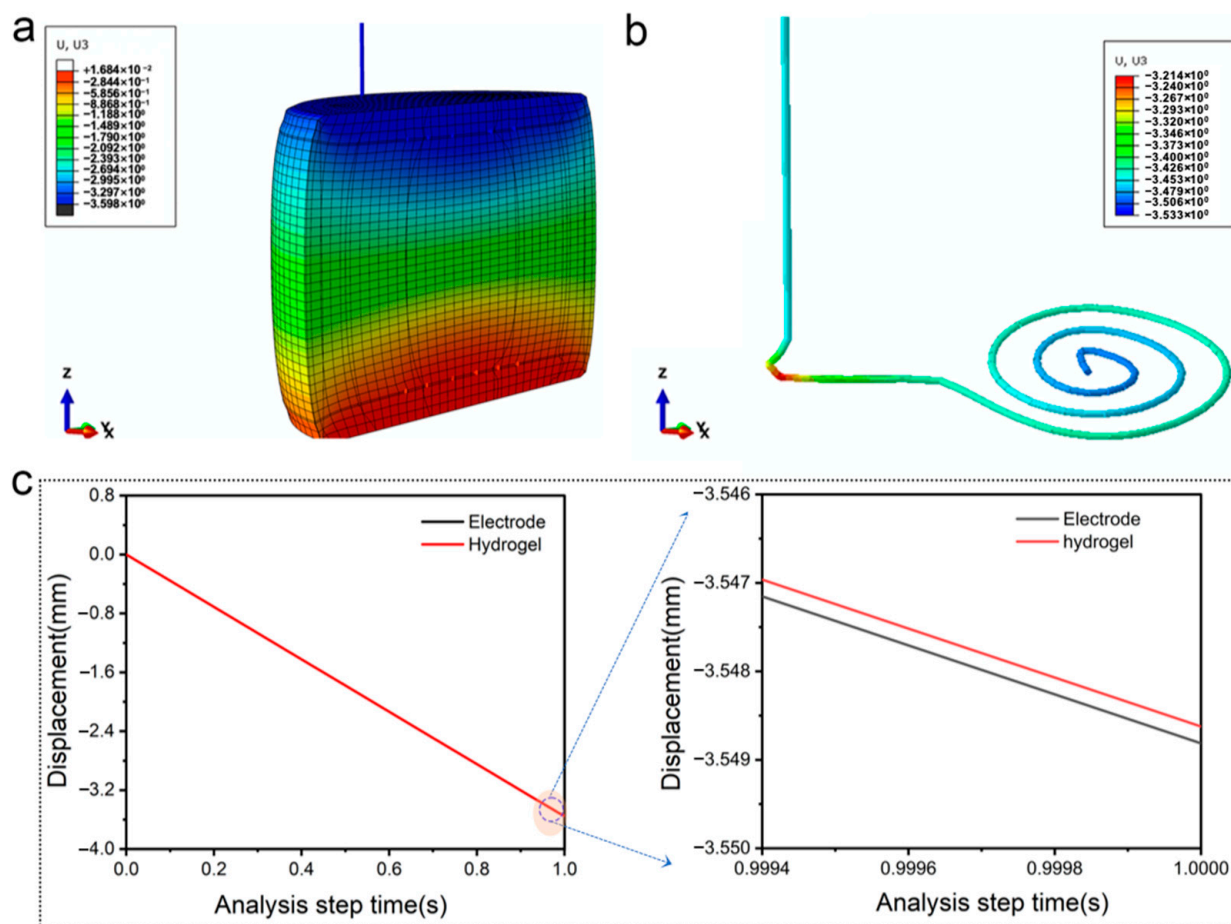 a
U, U3
+1.684×10⁻²
−2.844×10⁻¹
−5.856×10⁻¹
−8.868×10⁻¹
−1.188×10⁰
−1.489×10⁰
−1.790×10⁰
−2.092×10⁰
−2.393×10⁰
−2.694×10⁰
−2.995×10⁰
−3.297×10⁰
−3.598×10⁰
Z
Y
X
b
U, U3
−3.214×10⁰
−3.240×10⁰
−3.267×10⁰
−3.293×10⁰
−3.320×10⁰
−3.346×10⁰
−3.373×10⁰
−3.400×10⁰
−3.426×10⁰
−3.453×10⁰
−3.479×10⁰
−3.506×10⁰
−3.533×10⁰
Z
Y
X
c
0.8
0.0
−0.8
−1.6
−2.4
−3.2
−4.0
Displacement(mm)
Electrode
Hydrogel
0.0 0.2 0.4 0.6 0.8 1.0
Analysis step time(s)
−3.546
−3.547
−3.548
−3.549
−3.550
Displacement(mm)
Electrode
hydrogel
0.9994 0.9996 0.9998 1.0000
Analysis step time(s)